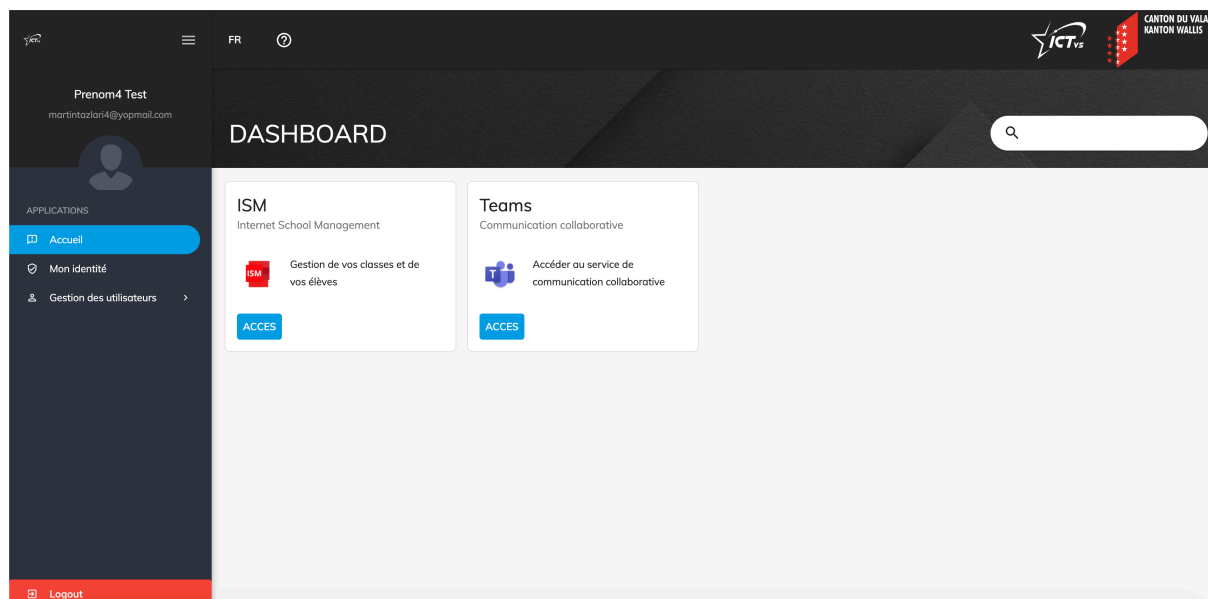 ICTvs
FR
ICTvs
CANTON DU VALA
KANTON WALLIS
Prenom4 Test
martintazlari4@yopmail.com
DASHBOARD
APPLICATIONS
Accueil
Mon identité
Gestion des utilisateurs
Logout
ISM
Internet School Management
ISM
Gestion de vos classes et de
vos élèves
ACCES
Teams
Communication collaborative
T
Accéder au service de
communication collaborative
ACCES